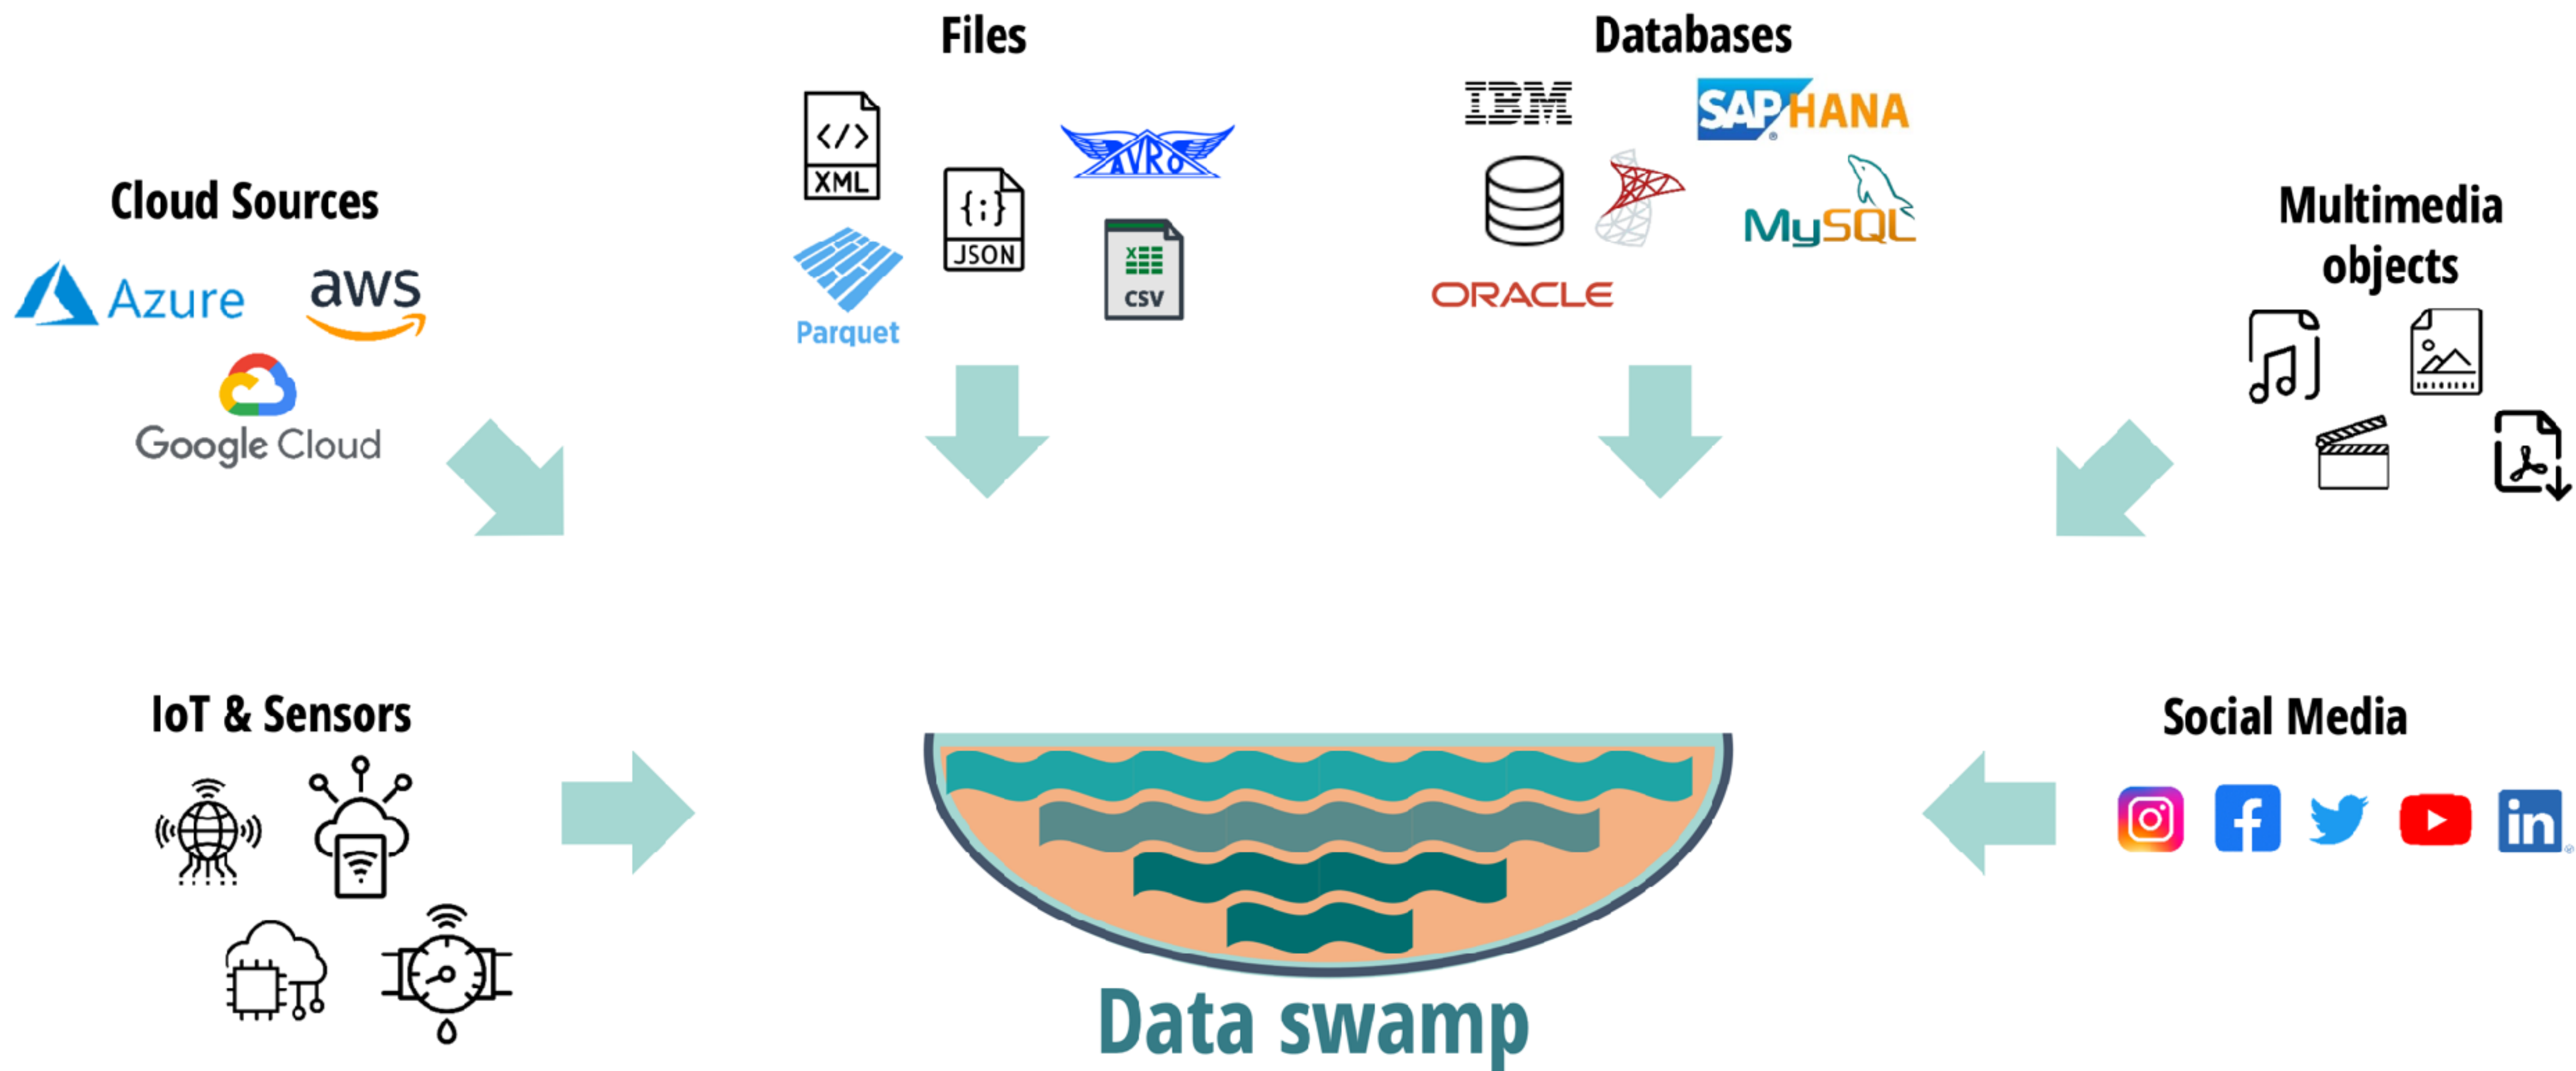 Files
Databases
IBM
SAP HANA
</>
XML
AVRO
{;}
JSON
Cloud Sources
Multimedia
objects
MySQL
Azure
aws
X
CSV
ORACLE
Parquet
Google Cloud
IoT & Sensors
Social Media
f
in
Data swamp